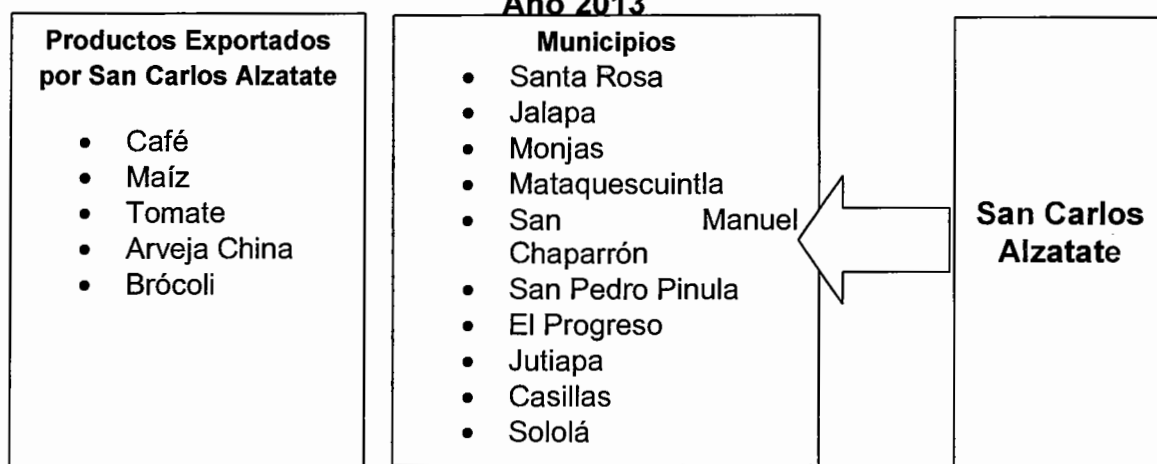 Año 2013
Productos Exportados
por San Carlos Alzatate
• Café
• Maíz
• Tomate
• Arveja China
• Brócoli
Municipios
• Santa Rosa
• Jalapa
• Monjas
• Mataquescuintla
• San Manuel
Chaparrón
• San Pedro Pinula
• El Progreso
• Jutiapa
• Casillas
• Sololá
San Carlos
Alzatate